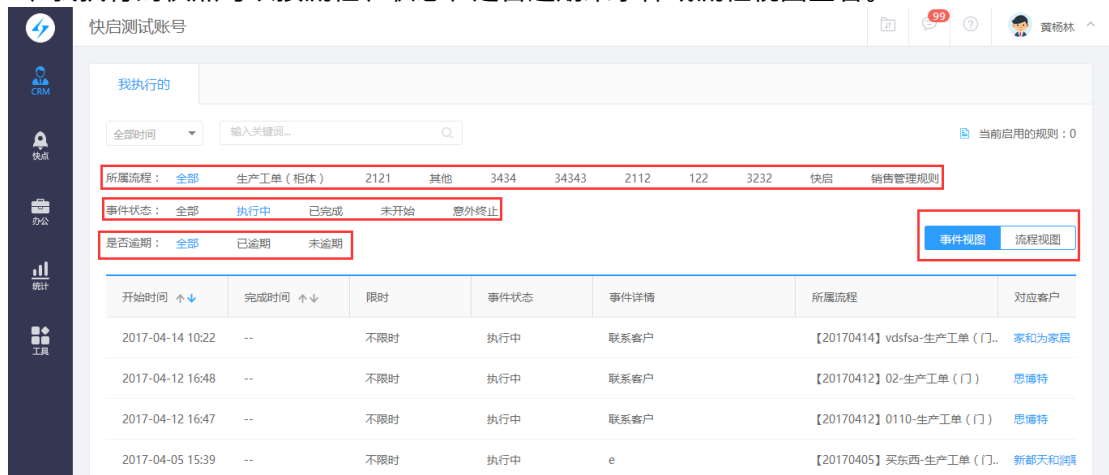 快启测试账号
99
黄杨林
CRM
快点
办公
统计
工具
我执行的
全部时间
输入关键词...
当前启用的规则：0
所属流程： 全部 生产工单（柜体） 2121 其他 3434 34343 2112 122 3232 快启 销售管理规则
事件状态： 全部 执行中 已完成 未开始 意外终止
是否逾期： 全部 已逾期 未逾期
事件视图 流程视图
开始时间 完成时间 限时 事件状态 事件详情 所属流程 对应客户
2017-04-14 10:22 -- 不限时 执行中 联系客户 【20170414】vdsfsa-生产工单（门.. 家和为家居
2017-04-12 16:48 -- 不限时 执行中 联系客户 【20170412】02-生产工单（门） 思博特
2017-04-12 16:47 -- 不限时 执行中 联系客户 【20170412】0110-生产工单（门） 思博特
2017-04-05 15:39 -- 不限时 执行中 e 【20170405】买东西-生产工单（门.. 新都天和润